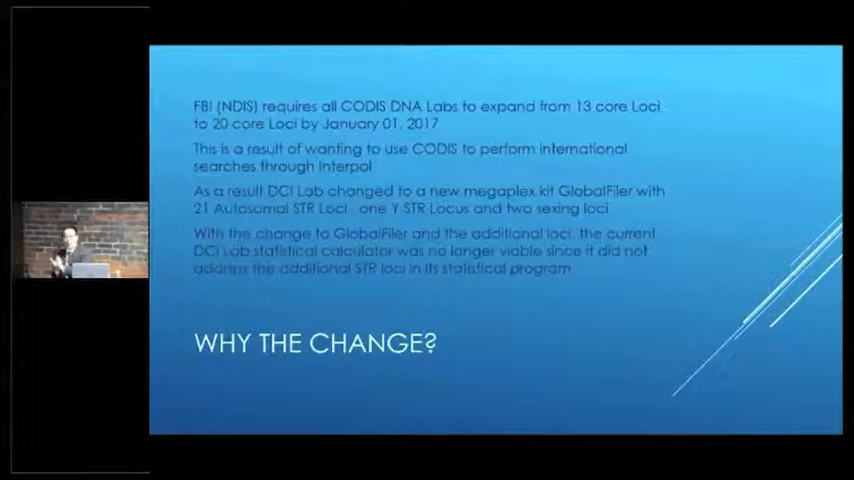 FBI (NDIS) requires all CODIS DNA Labs to expand from 13 core Loci
to 20 core Loci by January 01, 2017
This is a result of wanting to use CODIS to perform international
searches through Interpol
As a result DCI Lab changed to a new megaplex kit GlobalFiler with
21 Autosomal STR Loci  one Y STR Locus and two sexing loci
With the change to GlobalFiler and the additional loci, the current
DCI Lab statistical calculator was no longer viable since it did not
address the additional STR loci in its statistical program
WHY THE CHANGE?